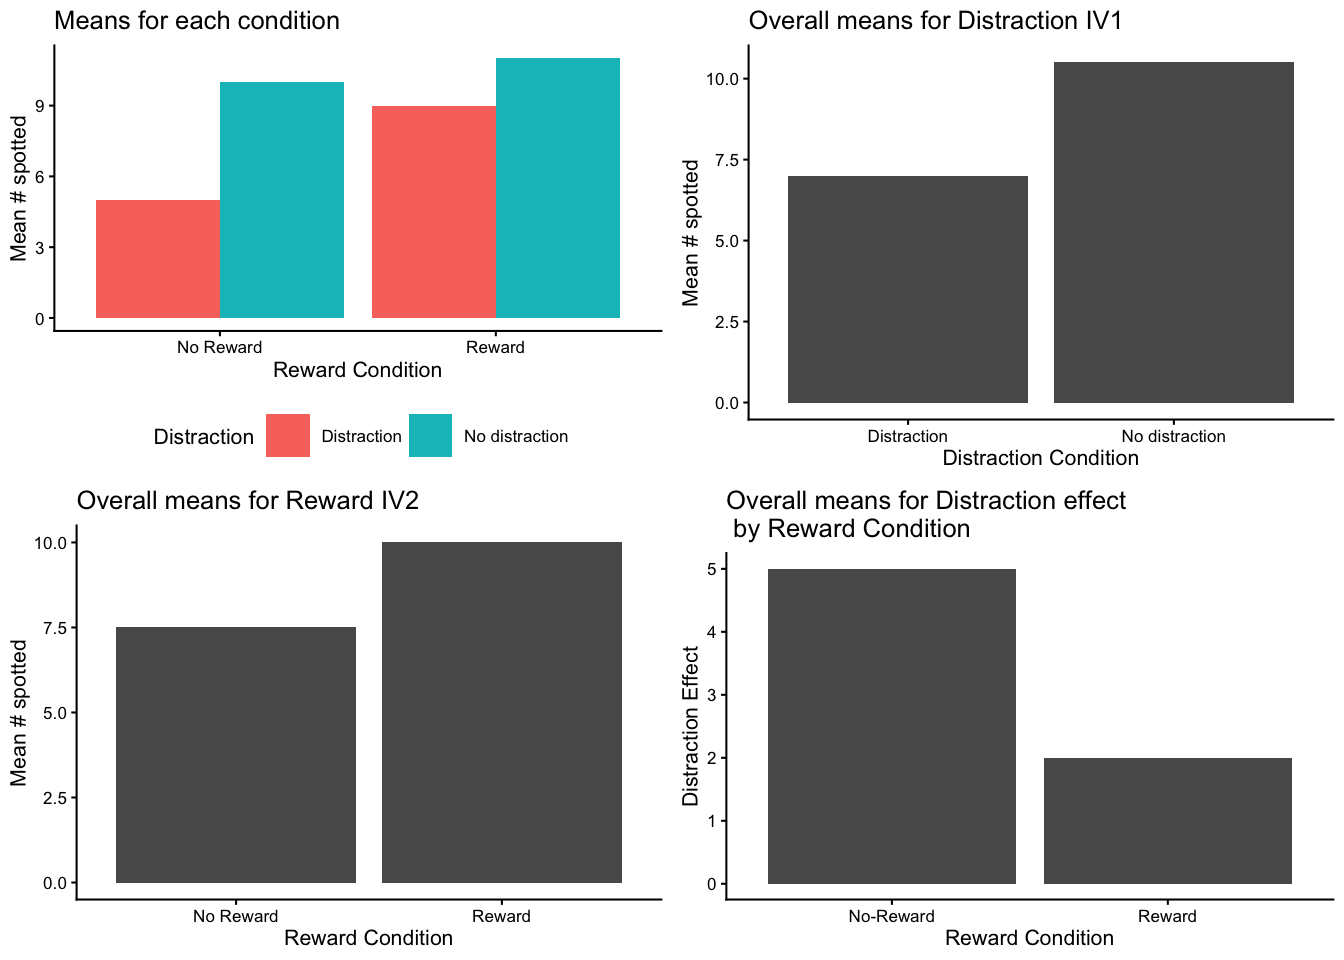 Means for each condition
Mean # spotted
9
6
3
0
No Reward
Reward
Reward Condition
Distraction
Distraction
No distraction
Overall means for Distraction IV1
Mean # spotted
10.0
7.5
5.0
2.5
0.0
Distraction
No distraction
Distraction Condition
Overall means for Reward IV2
Mean # spotted
10.0
7.5
5.0
2.5
0.0
No Reward
Reward
Reward Condition
Overall means for Distraction effect
by Reward Condition
Distraction Effect
5
4
3
2
1
0
No-Reward
Reward
Reward Condition